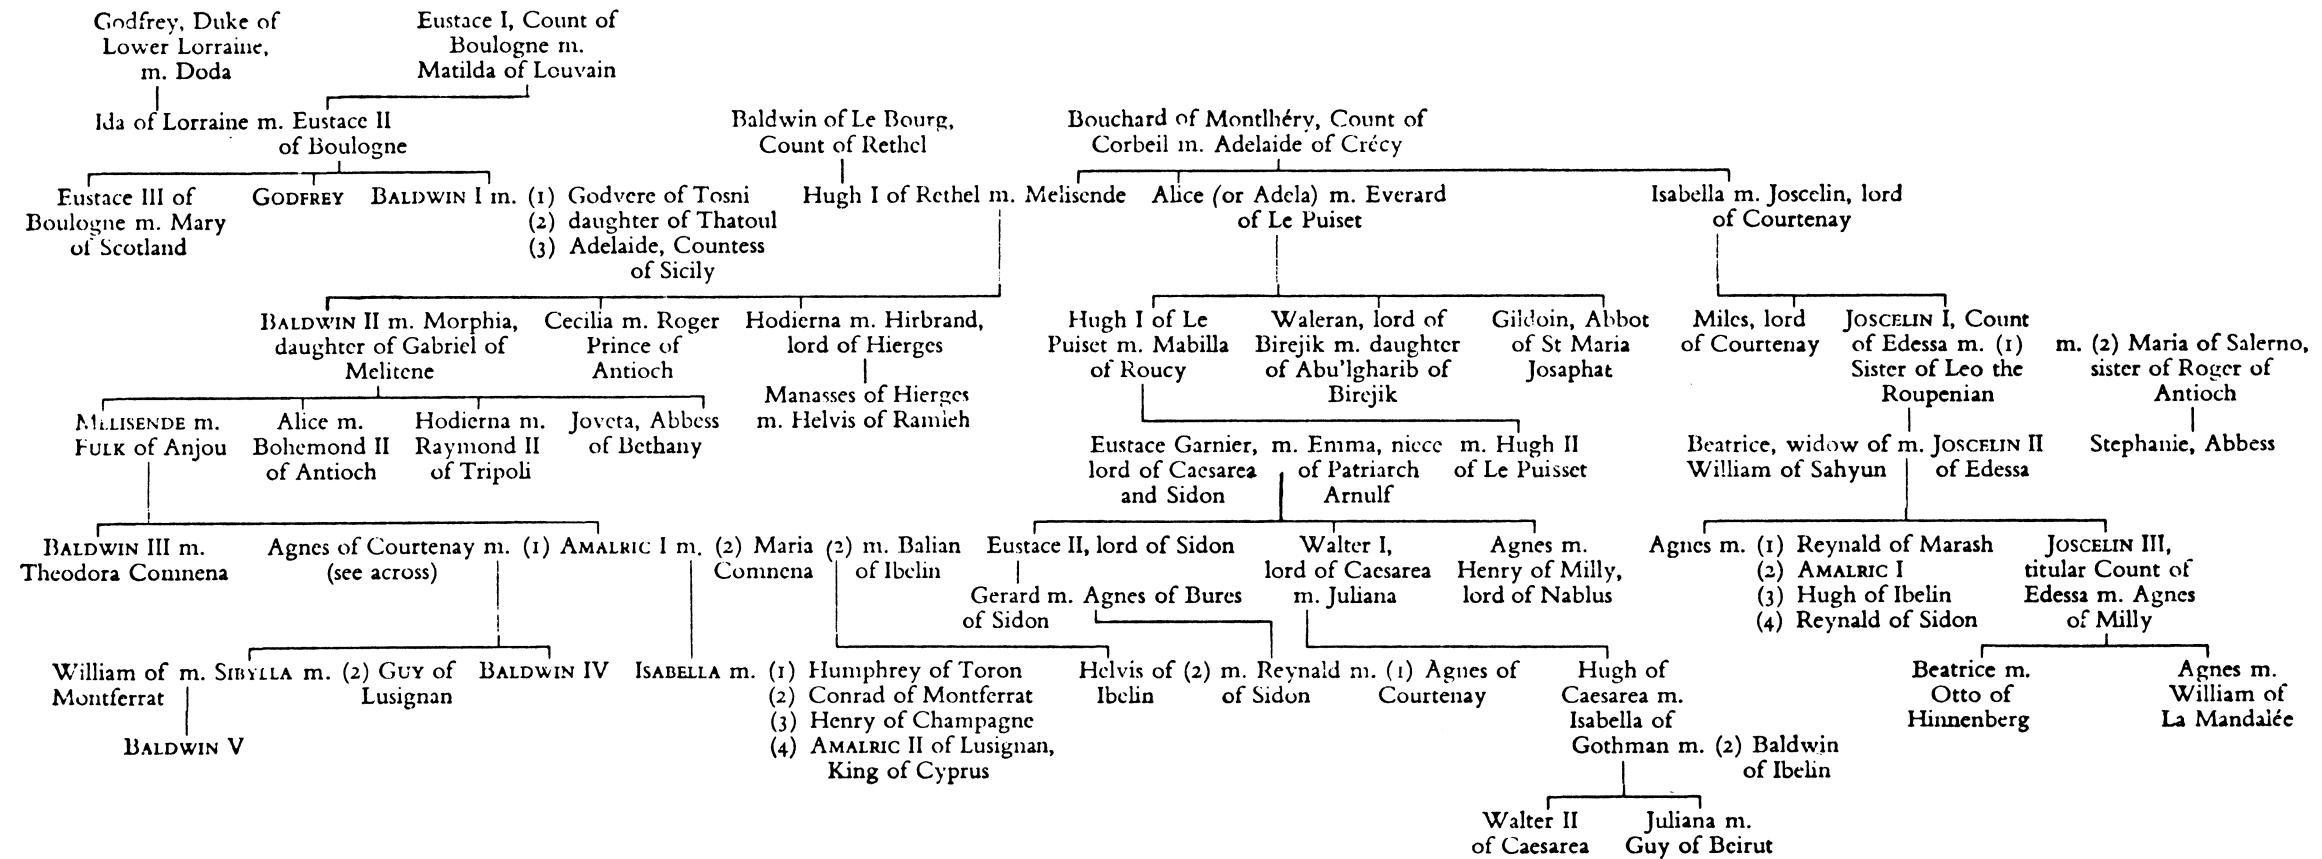 Godfrey, Duke of
Lower Lorraine,
m. Doda
Eustace I, Count of
Boulogne m.
Matilda of Louvain
Ida of Lorraine m. Eustace II
of Boulogne
Baldwin of Le Bourg,
Count of Rethel
Bouchard of Montlhéry, Count of
Corbeil m. Adelaide of Crécy
Eustace III of
Boulogne m. Mary
of Scotland
GODFREY
BALDWIN I m. (1) Godvere of Tosni
(2) daughter of Thatoul
(3) Adelaide, Countess
of Sicily
Hugh I of Rethel m. Melisende
Alice (or Adela) m. Everard
of Le Puiset
Isabella m. Joscelin, lord
of Courtenay
BALDWIN II m. Morphia,
daughter of Gabriel of
Melitene
Cecilia m. Roger
Prince of
Antioch
Hodierna m. Hirbrand,
lord of Hierges
Manasses of Hierges
m. Helvis of Ramleh
Hugh I of Le
Puiset m. Mabilla
of Roucy
Waleran, lord of
Birejik m. daughter
of Abu'lgharib of
Birejik
Gildoin, Abbot
of St Maria
Josaphat
Miles, lord
of Courtenay
JOSCELIN I, Count
of Edessa m. (1)
Sister of Leo the
Roupenian
m. (2) Maria of Salerno,
sister of Roger of
Antioch
MELISENDE m.
FULK of Anjou
Alice m.
Bohemond II
of Antioch
Hodierna m.
Raymond II
of Tripoli
Joveta, Abbess
of Bethany
Eustace Garnier,
lord of Caesarea
and Sidon
m. Emma, niece
of Patriarch
Arnulf
m. Hugh II
of Le Puisset
Beatrice, widow of m. JOSCELIN II
William of Sahyun of Edessa
Stephanie, Abbess
BALDWIN III m.
Theodora Comnena
Agnes of Courtenay m. (1) AMALRIC I m. (2) Maria (2) m. Balian
(see across) Comnena of Ibelin
Eustace II, lord of Sidon
Gerard m. Agnes of Bures
of Sidon
Walter I,
lord of Caesarea
m. Juliana
Agnes m.
Henry of Milly,
lord of Nablus
Agnes m. (1) Reynald of Marash
(2) AMALRIC I
(3) Hugh of Ibelin
(4) Reynald of Sidon
JOSCELIN III,
titular Count of
Edessa m. Agnes
of Milly
William of m. SIBYLLA m. (2) GUY of
Montferrat Lusignan
BALDWIN IV
BALDWIN V
ISABELLA m. (1) Humphrey of Toron
(2) Conrad of Montferrat
(3) Henry of Champagne
(4) AMALRIC II of Lusignan,
King of Cyprus
Helvis of (2) m. Reynald m. (1) Agnes of
Ibelin of Sidon Courtenay
Hugh of
Caesarea m.
Isabella of
Gothman m. (2) Baldwin
of Ibelin
Beatrice m.
Otto of
Hinnenberg
Agnes m.
William of
La Mandalée
Walter II
of Caesarea
Juliana m.
Guy of Beirut